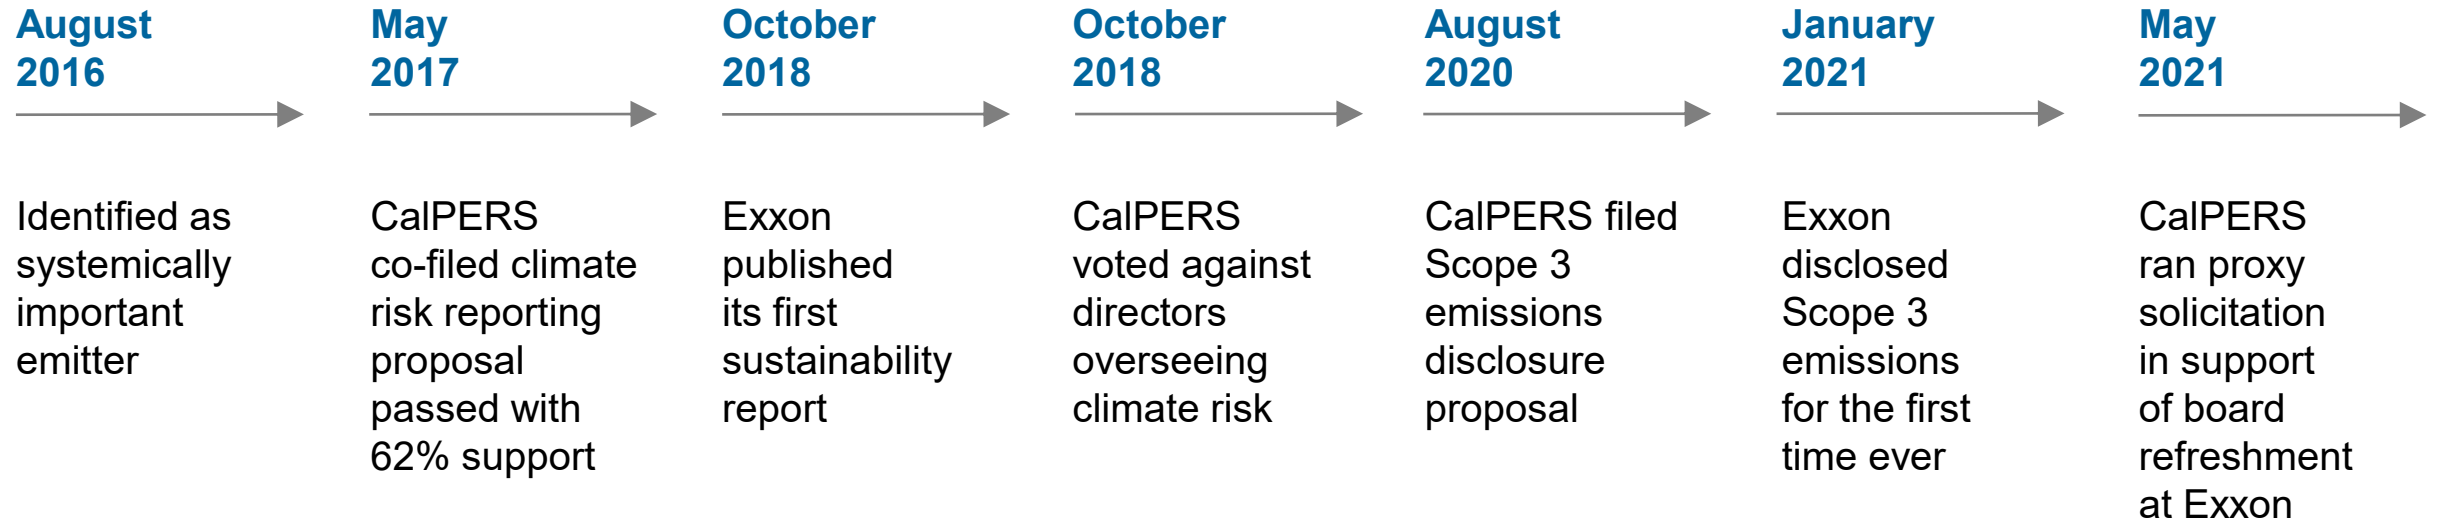 August
2016
Identified as
systemically
important
emitter
May
2017
CalPERS
co-filed climate
risk reporting
proposal
passed with
62% support
October
2018
Exxon
published
its first
sustainability
report
October
2018
CalPERS
voted against
directors
overseeing
climate risk
August
2020
CalPERS filed
Scope 3
emissions
disclosure
proposal
January
2021
Exxon
disclosed
Scope 3
emissions
for the first
time ever
May
2021
CalPERS
ran proxy
solicitation
in support
of board
refreshment
at Exxon